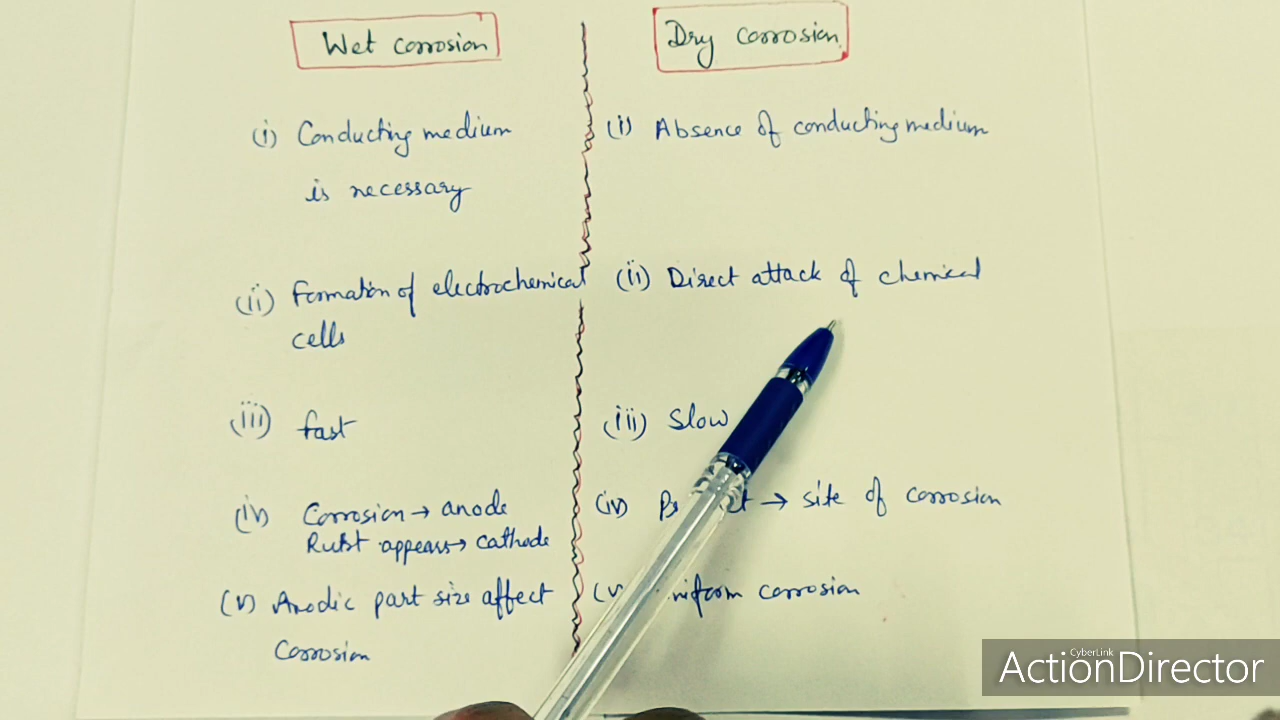 Wet corrosion
(i) Conducting medium
is necessary
(ii) Formation of electrochemical
cells
(iii) fast
(iv) Corrosion → anode
Rust appears → cathode
(v) Anodic part size affect
Corrosion
Dry corrosion
(i) Absence of conducting medium
(ii) Direct attack of chemical
(iii) Slow
(iv) → site of corrosion
corrosion
CyberLink
ActionDirector